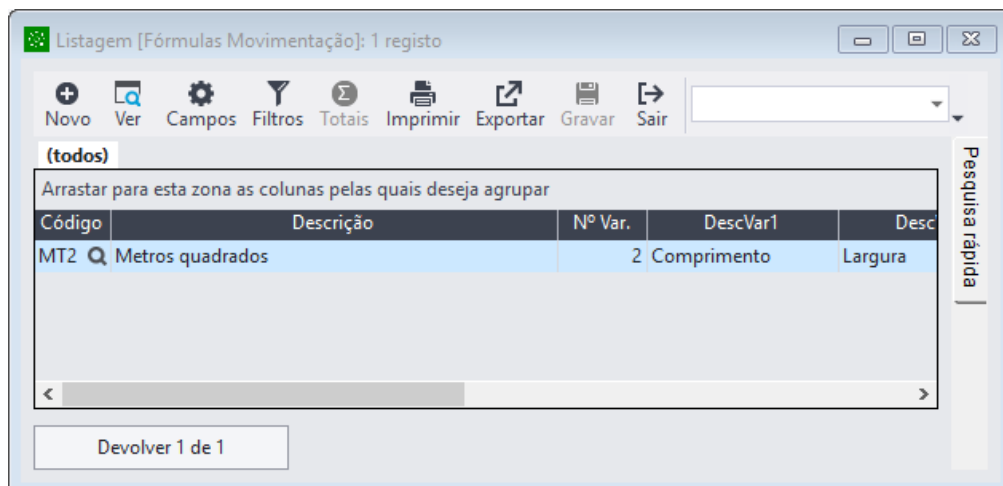 Listagem [Fórmulas Movimentação]: 1 registo
Novo Ver Campos Filtros Totais Imprimir Exportar Gravar Sair
(todos)
Arrastar para esta zona as colunas pelas quais deseja agrupar
Código Descrição Nº Var. DescVar1 Desc
MT2 Metros quadrados 2 Comprimento Largura
Devolver 1 de 1
Pesquisa rápida